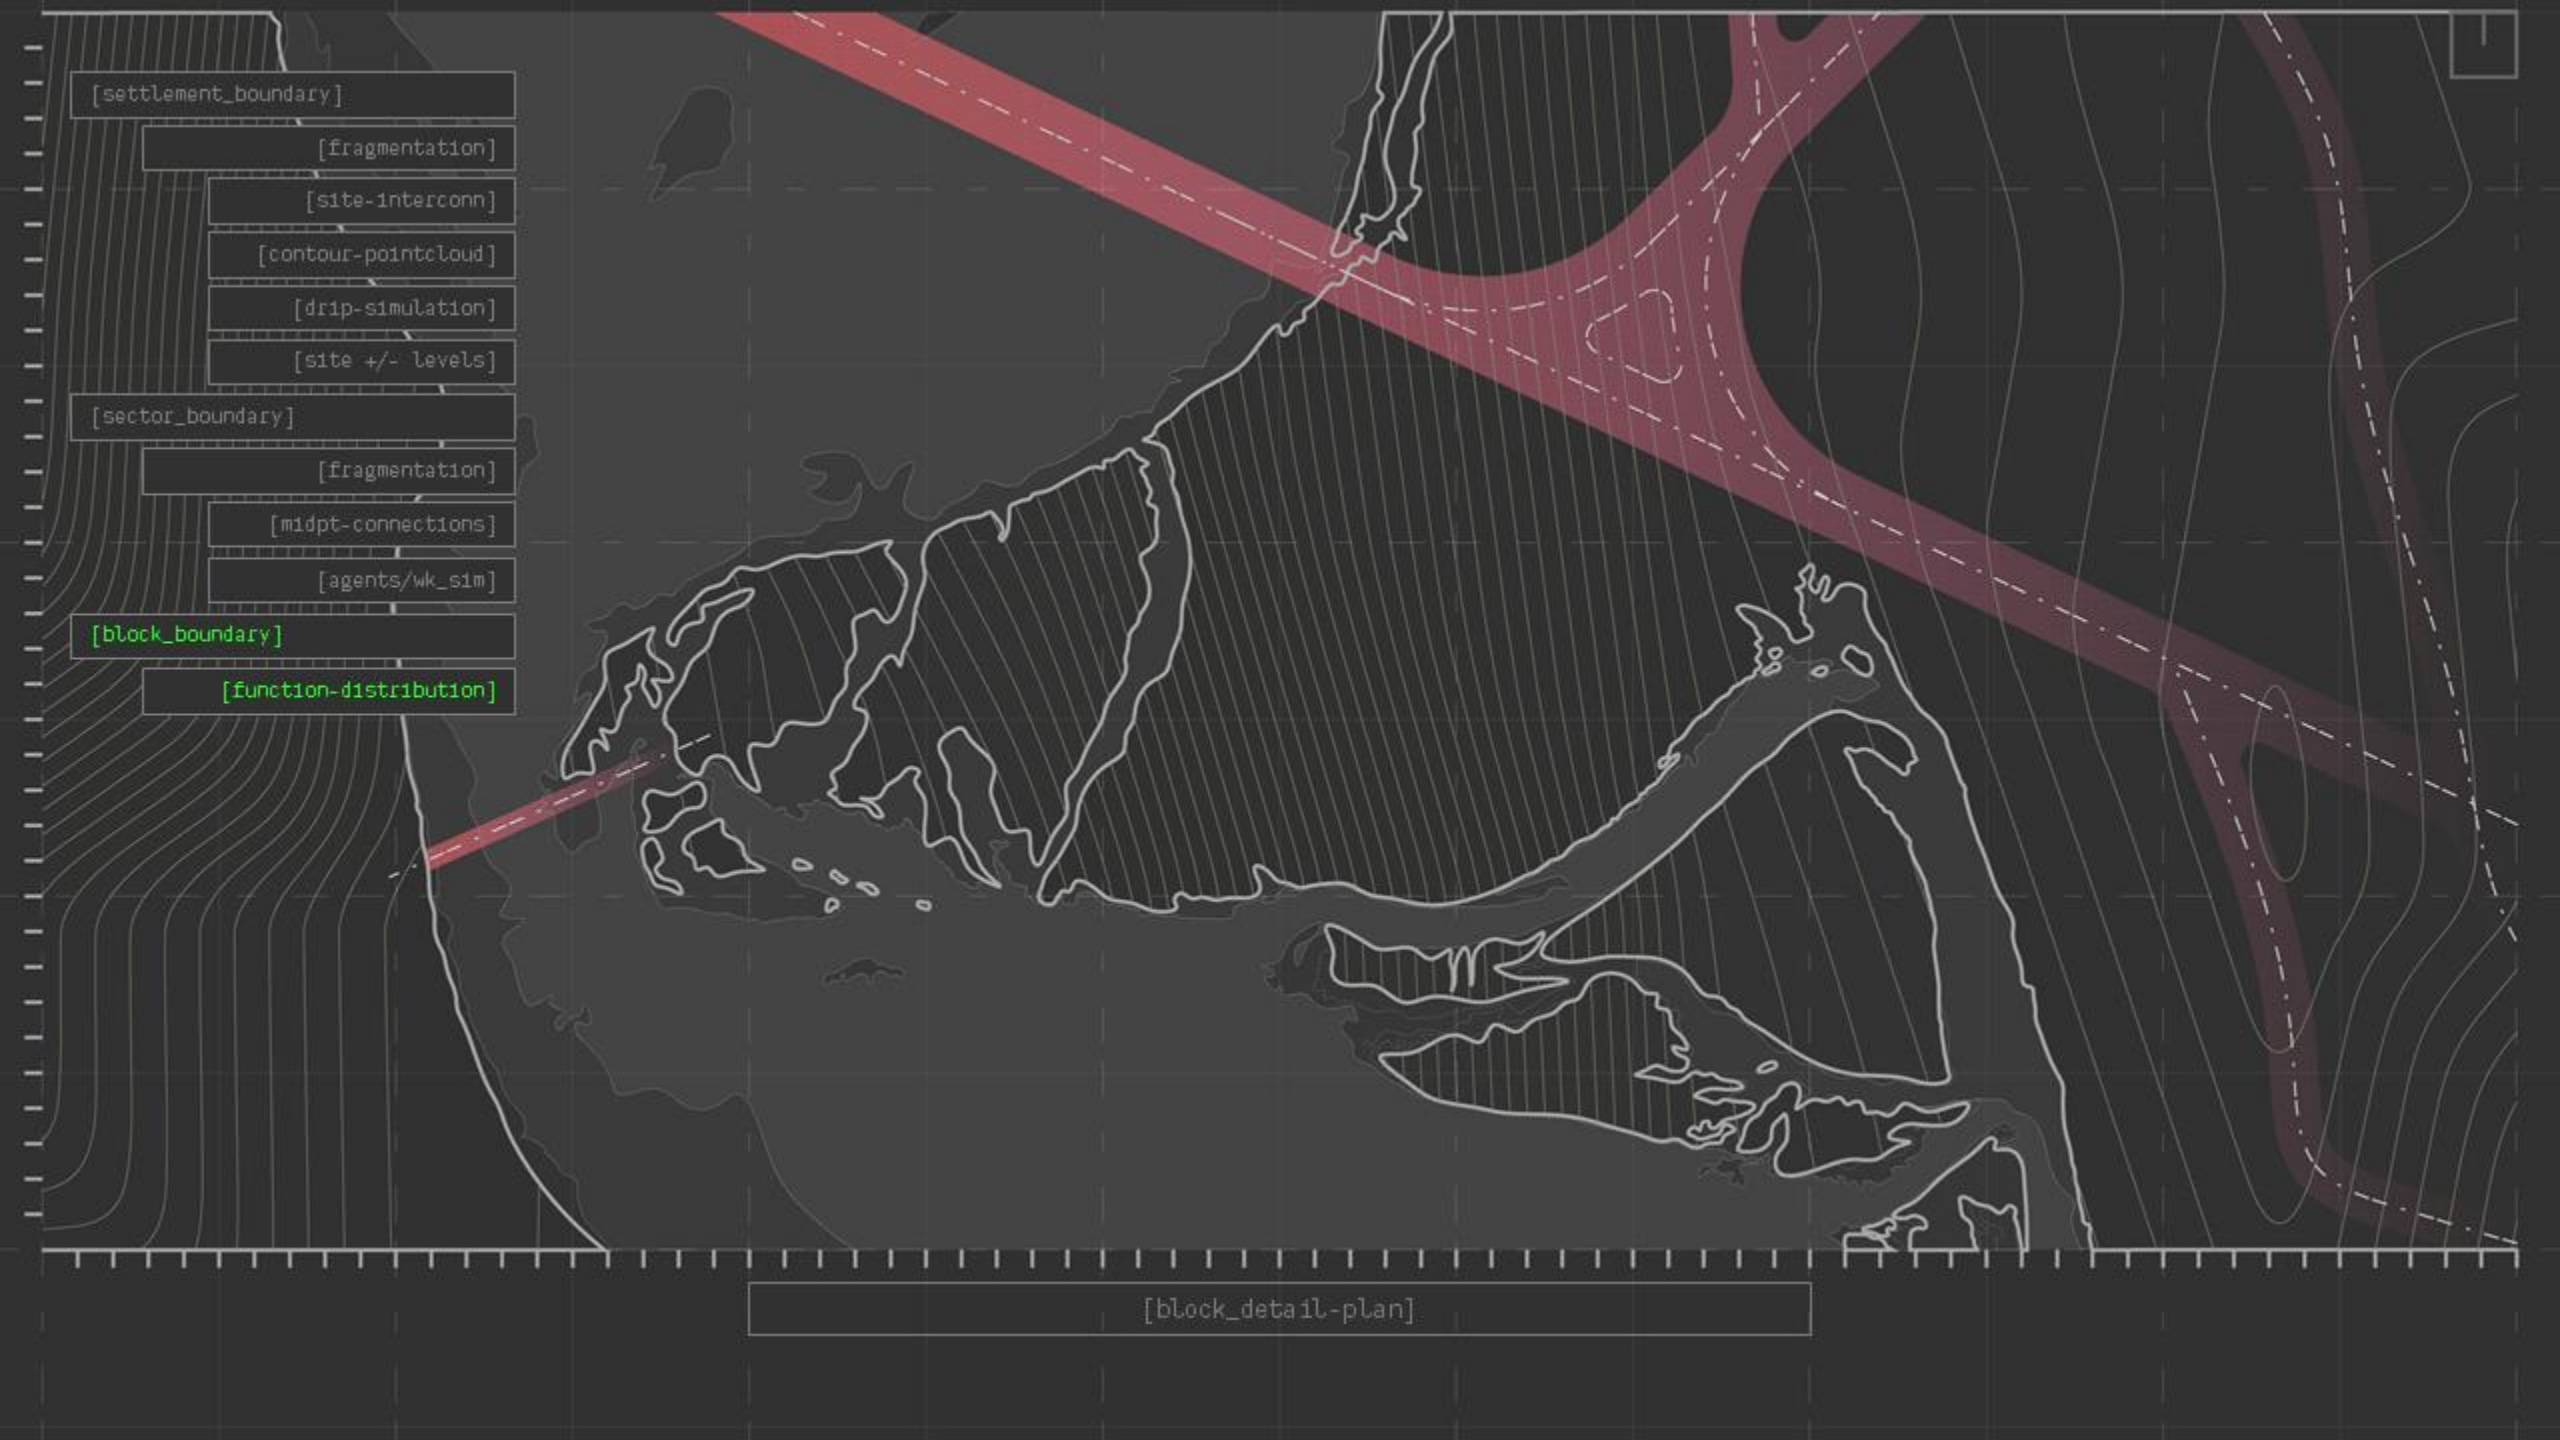 [settlement_boundary]
[fragmentation]
[site-interconn]
[contour-pointcloud]
[drip-simulation]
[site +/- levels]
[sector_boundary]
[fragmentation]
[midpt-connections]
[agents/wk_sim]
[block_boundary]
[function-distribution]
[block_detail-plan]